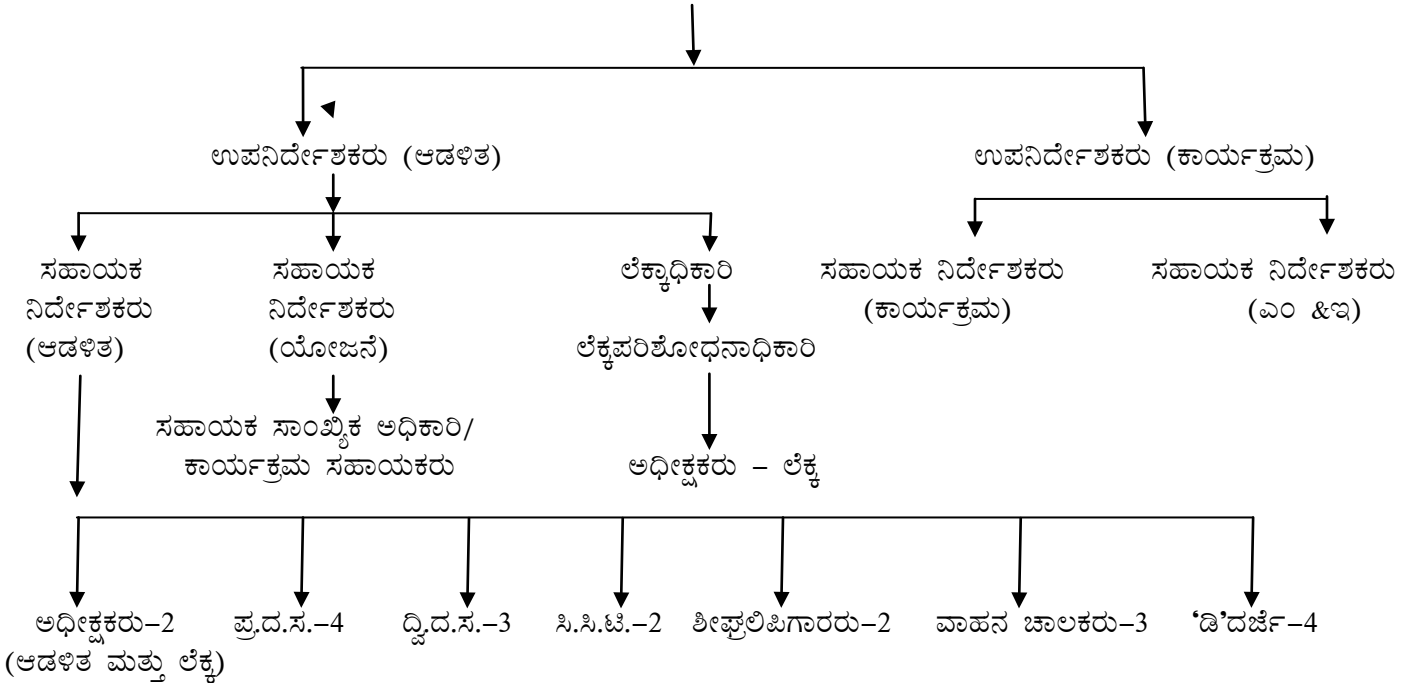 ಉಪನಿರ್ದೇಶಕರು (ಆಡಳಿತ)
ಉಪನಿರ್ದೇಶಕರು (ಕಾರ್ಯಕ್ರಮ)
ಸಹಾಯಕ
ನಿರ್ದೇಶಕರು
(ಆಡಳಿತ)
ಸಹಾಯಕ
ನಿರ್ದೇಶಕರು
(ಯೋಜನೆ)
ಲೆಕ್ಕಾಧಿಕಾರಿ
ಸಹಾಯಕ ನಿರ್ದೇಶಕರು
(ಕಾರ್ಯಕ್ರಮ)
ಸಹಾಯಕ ನಿರ್ದೇಶಕರು
(ಎಂ &ಇ)
ಲೆಕ್ಕಪರಿಶೋಧನಾಧಿಕಾರಿ
ಸಹಾಯಕ ಸಾಂಖ್ಯಿಕ ಅಧಿಕಾರಿ/
ಕಾರ್ಯಕ್ರಮ ಸಹಾಯಕರು
ಅಧೀಕ್ಷಕರು – ಲೆಕ್ಕ
ಅಧೀಕ್ಷಕರು–2
(ಆಡಳಿತ ಮತ್ತು ಲೆಕ್ಕ)
ಪ್ರ.ದ.ಸ.–4
ದ್ವಿ.ದ.ಸ.–3
ಸಿ.ಸಿ.ಟಿ.–2
ಶೀಘ್ರಲಿಪಿಗಾರರು–2
ವಾಹನ ಚಾಲಕರು–3
'ಡಿ'ದರ್ಜೆ–4